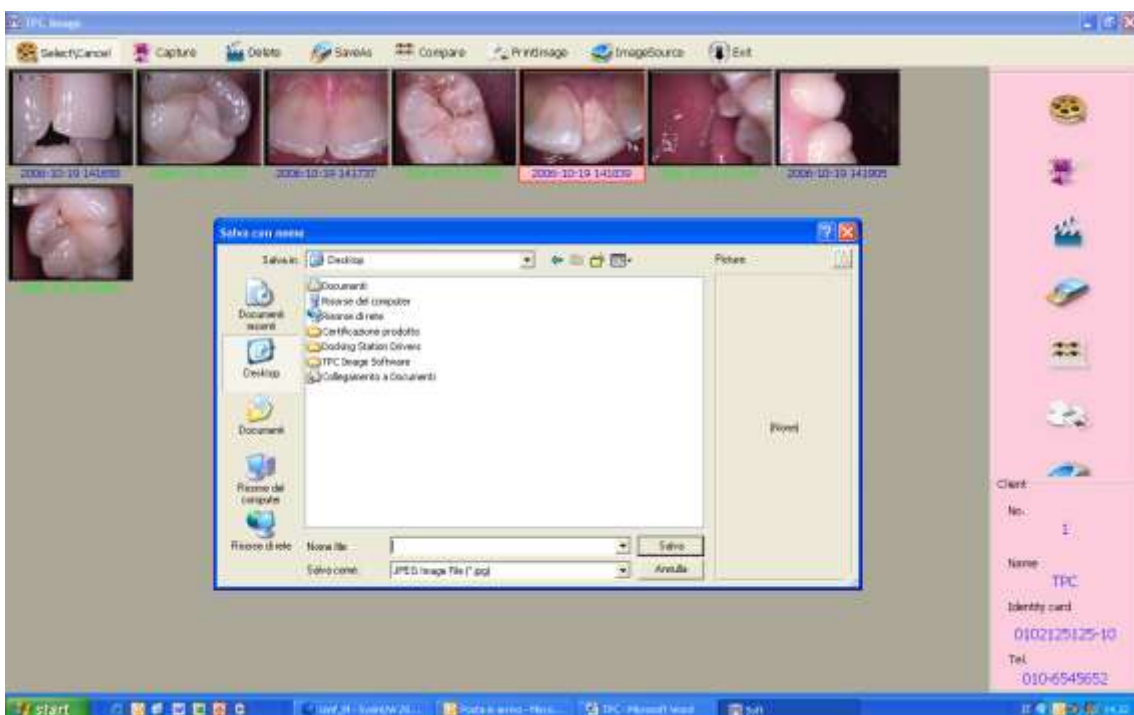 TPC Image
Select\Cancel Capture Delete SaveAs Compare PrintImage ImageSource Exit
2006-10-19 141737 2006-10-19 141839 2006-10-19 141905
Salva con nome
Salva in: Desktop Picture:
Documenti recenti
Desktop
Documenti
Risorse del computer
Risorse di rete
Documenti
Risorse del computer
Risorse di rete
Certificazione prodotto
Docking Station Drivers
TPC Image Software
Collegamento a Documenti
(None)
Nome file: Salva
Salva come: JPEG Image File (*.jpg) Annulla
Client
No.
1
Name
TPC
Identity card
0102125125-10
Tel.
010-6545652
start Posta in arrivo - TPC - Microsoft Word